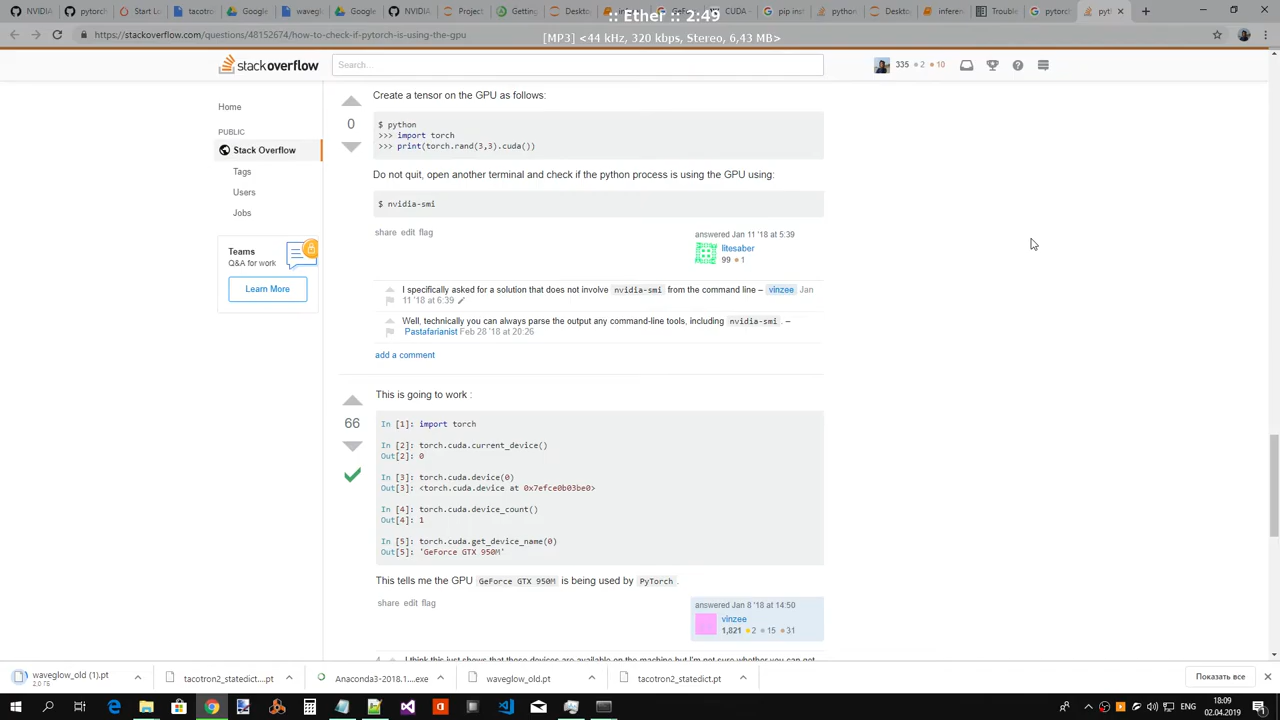 :: Ether :: 2:49
[MP3] <44 kHz, 320 kbps, Stereo, 6,43 MB>
https://stackoverflow.com/questions/48152674/how-to-check-if-pytorch-is-using-the-gpu
stackoverflow
Search...
335 2 10
Home
PUBLIC
Stack Overflow
Tags
Users
Jobs
Teams
Q&A for work
Learn More
Create a tensor on the GPU as follows:
0
$ python
>>> import torch
>>> print(torch.rand(3,3).cuda())
Do not quit, open another terminal and check if the python process is using the GPU using:
$ nvidia-smi
share edit flag
answered Jan 11 '18 at 5:39
litesaber
99 1
I specifically asked for a solution that does not involve nvidia-smi from the command line – vinzee Jan
11 '18 at 6:39
Well, technically you can always parse the output any command-line tools, including nvidia-smi. –
Pastafarianist Feb 28 '18 at 20:26
add a comment
This is going to work :
66
In [1]: import torch
In [2]: torch.cuda.current_device()
Out[2]: 0
In [3]: torch.cuda.device(0)
Out[3]: <torch.cuda.device at 0x7efce0b03be0>
In [4]: torch.cuda.device_count()
Out[4]: 1
In [5]: torch.cuda.get_device_name(0)
Out[5]: 'GeForce GTX 950M'
This tells me the GPU GeForce GTX 950M is being used by PyTorch.
share edit flag
answered Jan 8 '18 at 14:50
vinzee
1,821 2 15 31
waveglow_old (1).pt
2,0 ГБ
tacotron2_statedict....pt
Anaconda3-2018.1....exe
waveglow_old.pt
tacotron2_statedict.pt
Показать все
ENG
18:09
02.04.2019